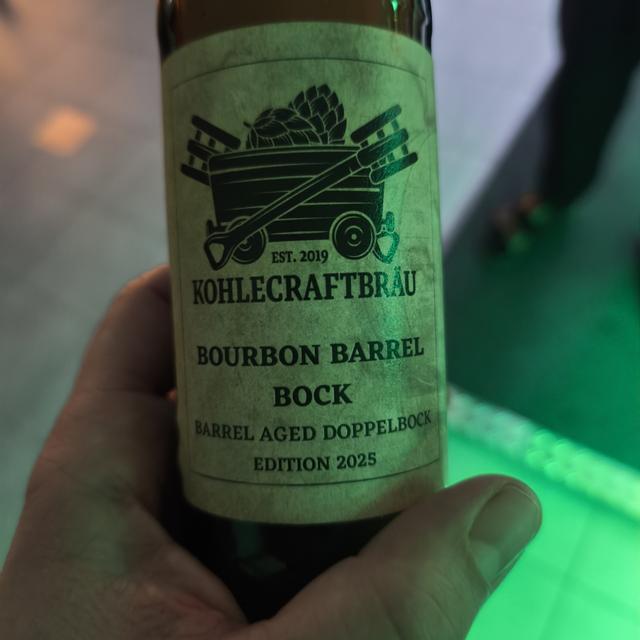 EST. 2019
KOHLECRAFTBRÄU
BOURBON BARREL
BOCK
BARREL AGED DOPPELBOCK
EDITION 2025